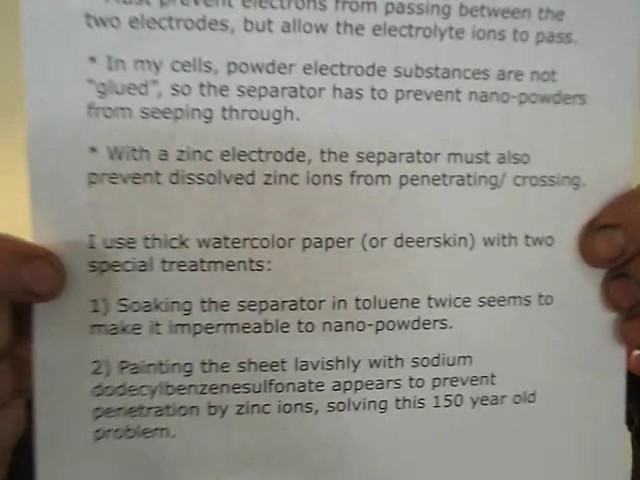 * Must prevent electrons from passing between the
two electrodes, but allow the electrolyte ions to pass.
* In my cells, powder electrode substances are not
"glued", so the separator has to prevent nano-powders
from seeping through.
* With a zinc electrode, the separator must also
prevent dissolved zinc ions from penetrating/ crossing.
I use thick watercolor paper (or deerskin) with two
special treatments:
1) Soaking the separator in toluene twice seems to
make it impermeable to nano-powders.
2) Painting the sheet lavishly with sodium
dodecylbenzenesulfonate appears to prevent
penetration by zinc ions, solving this 150 year old
problem.